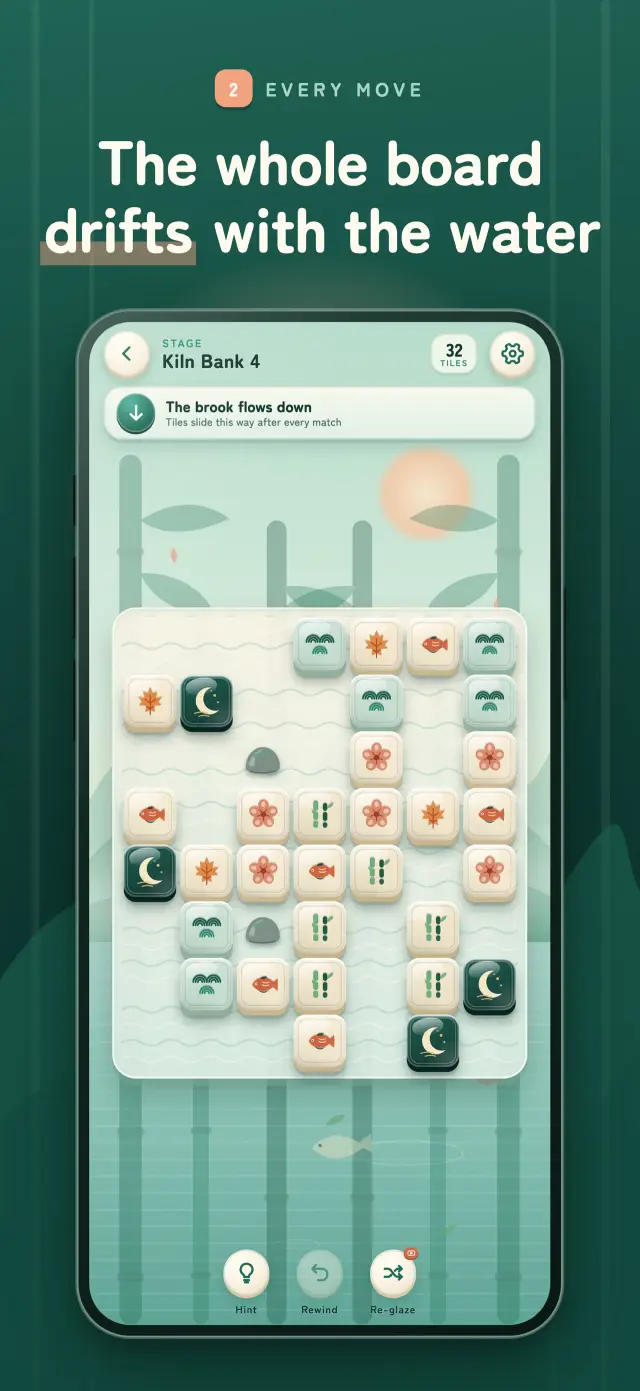 2 EVERY MOVE
The whole board
drifts with the water
STAGE
Kiln Bank 4
32
TILES
The brook flows down
Tiles slide this way after every match
Hint
Rewind
Re-glaze